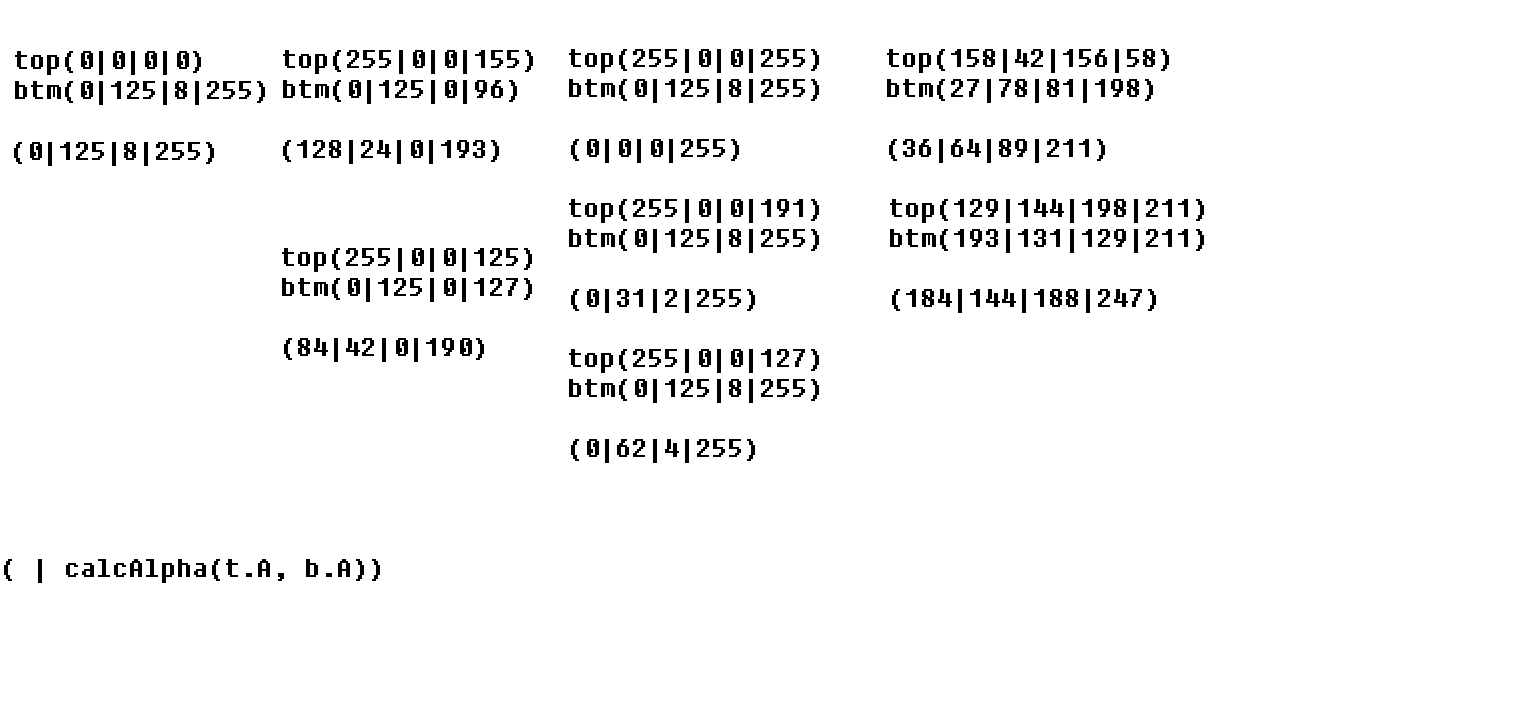 top(0|0|0|0)
btm(0|125|8|255)
(0|125|8|255)
top(255|0|0|155)
btm(0|125|0|96)
(128|24|0|193)
top(255|0|0|125)
btm(0|125|0|127)
(84|42|0|190)
top(255|0|0|255)
btm(0|125|8|255)
(0|0|0|255)
top(255|0|0|191)
btm(0|125|8|255)
(0|31|2|255)
top(255|0|0|127)
btm(0|125|8|255)
(0|62|4|255)
top(158|42|156|58)
btm(27|78|81|198)
(36|64|89|211)
top(129|144|198|211)
btm(193|131|129|211)
(184|144|188|247)
( | calcAlpha(t.A, b.A))